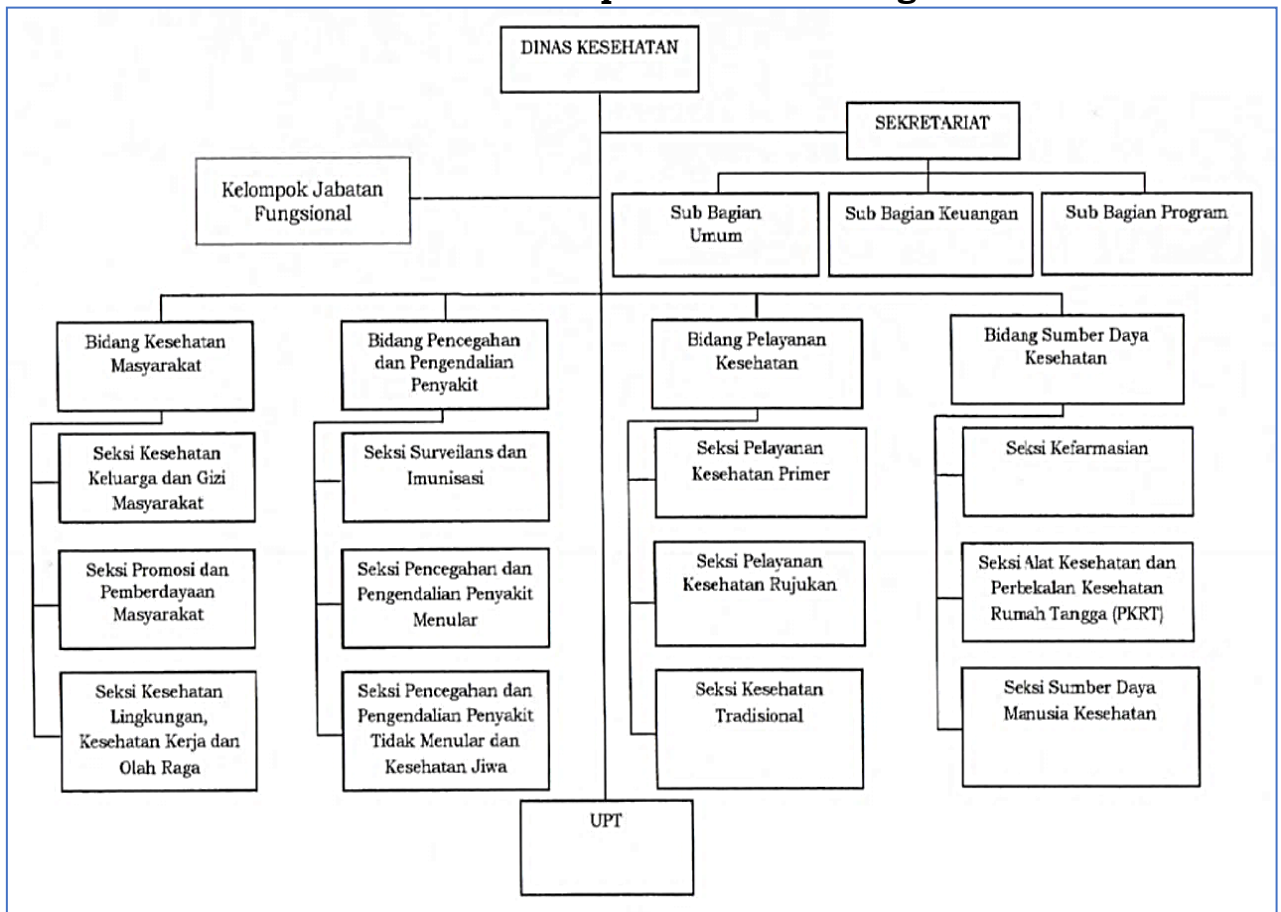 DINAS KESEHATAN
SEKRETARIAT
Kelompok Jabatan
Fungsional
Sub Bagian
Umum
Sub Bagian Keuangan
Sub Bagian Program
Bidang Kesehatan
Masyarakat
Bidang Pencegahan
dan Pengendalian
Penyakit
Bidang Pelayanan
Kesehatan
Bidang Sumber Daya
Kesehatan
Seksi Kesehatan
Keluarga dan Gizi
Masyarakat
Seksi Surveilans dan
Imunisasi
Seksi Pelayanan
Kesehatan Primer
Seksi Kefarmasian
Seksi Promosi dan
Pemberdayaan
Masyarakat
Seksi Pencegahan dan
Pengendalian Penyakit
Menular
Seksi Pelayanan
Kesehatan Rujukan
Seksi Alat Kesehatan dan
Perbekalan Kesehatan
Rumah Tangga (PKRT)
Seksi Kesehatan
Lingkungan,
Kesehatan Kerja dan
Olah Raga
Seksi Pencegahan dan
Pengendalian Penyakit
Tidak Menular dan
Kesehatan Jiwa
Seksi Kesehatan
Tradisional
Seksi Sumber Daya
Manusia Kesehatan
UPT